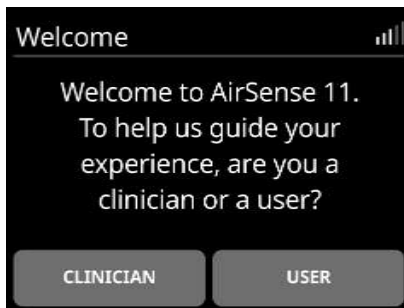 Welcome
Welcome to AirSense 11.
To help us guide your
experience, are you a
clinician or a user?
CLINICIAN
USER